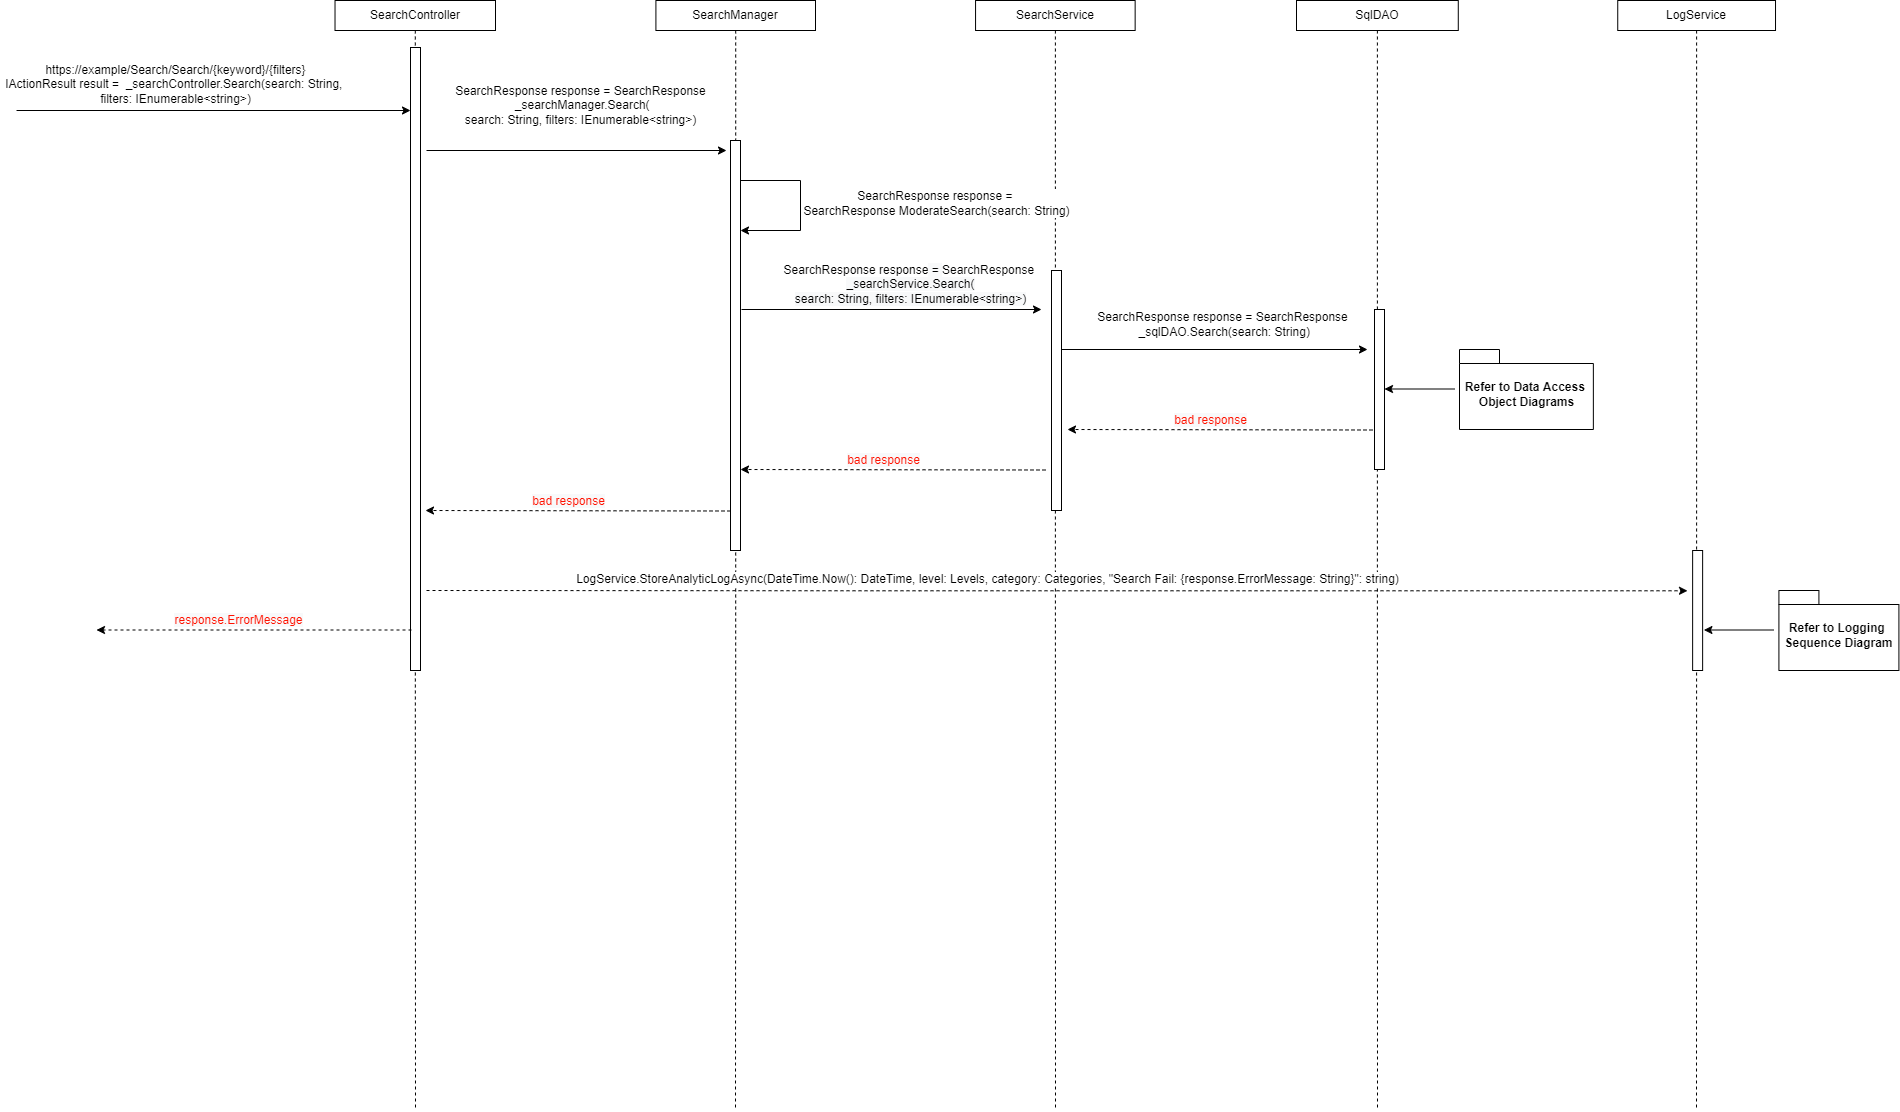 SearchController
SearchManager
SearchService
SqlDAO
LogService
https://example/Search/Search/{keyword}/{filters}
IActionResult result =  _searchController.Search(search: String,
filters: IEnumerable<string>)
SearchResponse response = SearchResponse
_searchManager.Search(
search: String, filters: IEnumerable<string>)
SearchResponse response =
SearchResponse ModerateSearch(search: String)
SearchResponse response = SearchResponse
_searchService.Search(
search: String, filters: IEnumerable<string>)
SearchResponse response = SearchResponse
_sqlDAO.Search(search: String)
Refer to Data Access
Object Diagrams
bad response
bad response
bad response
LogService.StoreAnalyticLogAsync(DateTime.Now(): DateTime, level: Levels, category: Categories, "Search Fail: {response.ErrorMessage: String}": string)
response.ErrorMessage
Refer to Logging
Sequence Diagram